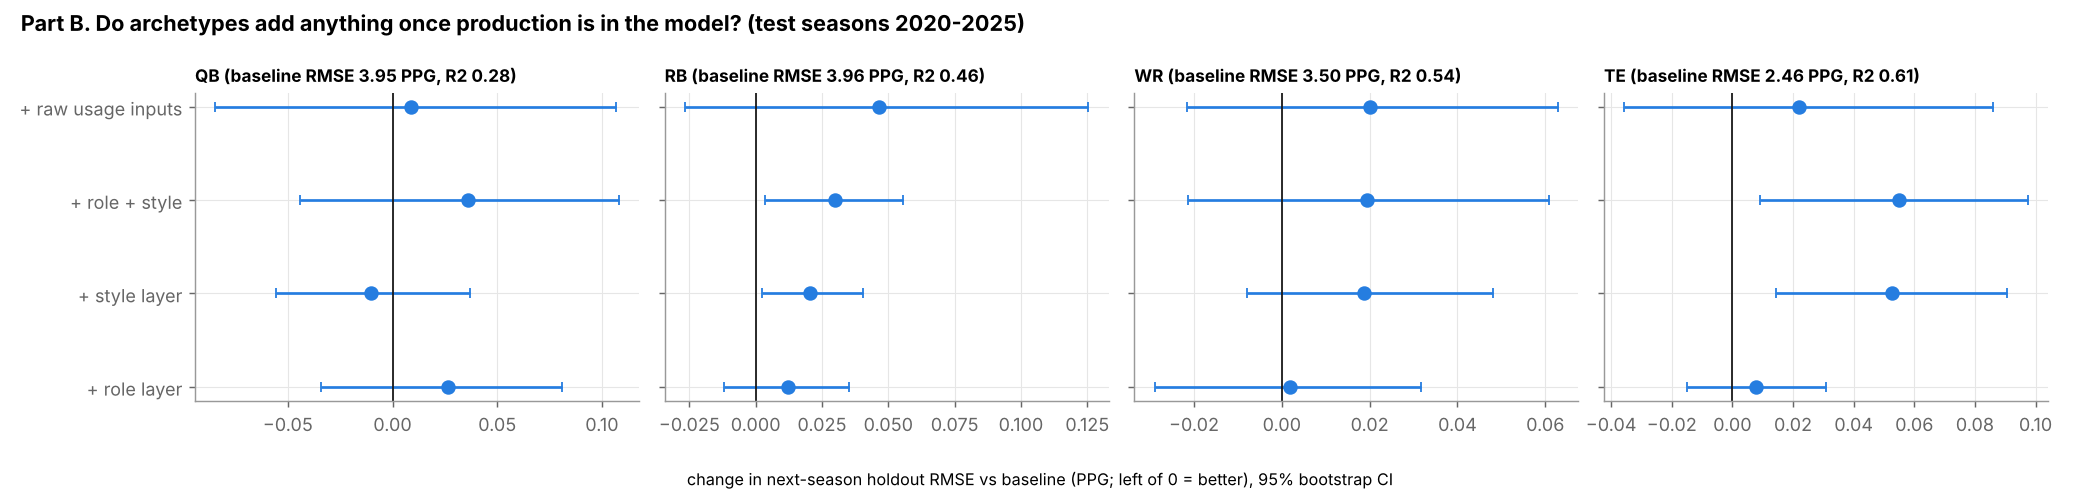 Part B. Do archetypes add anything once production is in the model? (test seasons 2020-2025)
QB (baseline RMSE 3.95 PPG, R2 0.28)
RB (baseline RMSE 3.96 PPG, R2 0.46)
WR (baseline RMSE 3.50 PPG, R2 0.54)
TE (baseline RMSE 2.46 PPG, R2 0.61)
+ raw usage inputs
+ role + style
+ style layer
+ role layer
−0.05 0.00 0.05 0.10
−0.025 0.000 0.025 0.050 0.075 0.100 0.125
−0.02 0.00 0.02 0.04 0.06
−0.04 −0.02 0.00 0.02 0.04 0.06 0.08 0.10
change in next-season holdout RMSE vs baseline (PPG; left of 0 = better), 95% bootstrap CI